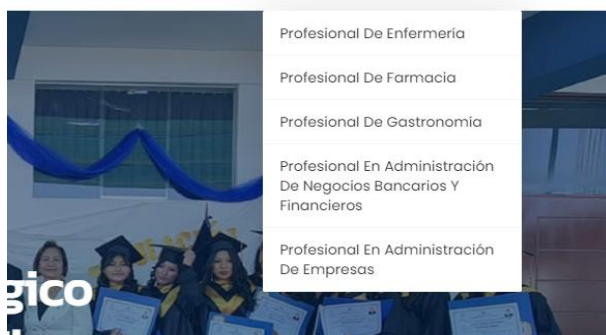 Profesional De Enfermería
Profesional De Farmacia
Profesional De Gastronomía
Profesional En Administración
De Negocios Bancarios Y
Financieros
Profesional En Administración
De Empresas
gico